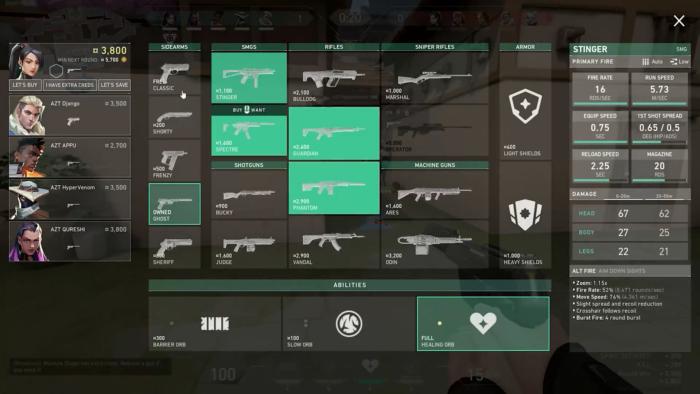 0:20
¤ 3,800
MIN NEXT ROUND: ¤ 5,700
LET'S BUY
I HAVE EXTRA CREDS
LET'S SAVE
AZT Django
¤ 3,500
AZT APPU
¤ 2,700
AZT HyperVenom
¤ 3,500
AZT QURESHI
¤ 3,800
SIDEARMS
FREE
CLASSIC
¤200
SHORTY
¤500
FRENZY
OWNED
GHOST
SHERIFF
SMGS
¤1,100
STINGER
BUY WANT
¤1,600
SPECTRE
SHOTGUNS
¤900
BUCKY
JUDGE
RIFLES
¤2,100
BULLDOG
GUARDIAN
¤2,900
PHANTOM
¤2,900
VANDAL
SNIPER RIFLES
¤1,000
MARSHAL
OPERATOR
MACHINE GUNS
¤1,600
ARES
¤3,200
ODIN
ARMOR
¤400
LIGHT SHIELDS
¤1,000
HEAVY SHIELDS
ABILITIES
¤300
BARRIER ORB
¤100
SLOW ORB
FULL
HEALING ORB
STINGER
SMG
PRIMARY FIRE
Auto
Low
FIRE RATE
16
RDS/SEC
RUN SPEED
5.73
M/SEC
EQUIP SPEED
0.75
SEC
1ST SHOT SPREAD
0.65 / 0.5
DEG (HIP/ADS)
RELOAD SPEED
2.25
SEC
MAGAZINE
20
RDS
DAMAGE
HEAD 67 62
BODY 27 25
LEGS 22 21
ALT FIRE AIM DOWN SIGHTS
• Zoom: 1.15x
• Move Speed: 76%
• Slight spread and recoil reduction
• Crosshair follows recoil
• Burst Fire: 4 round burst
100
15